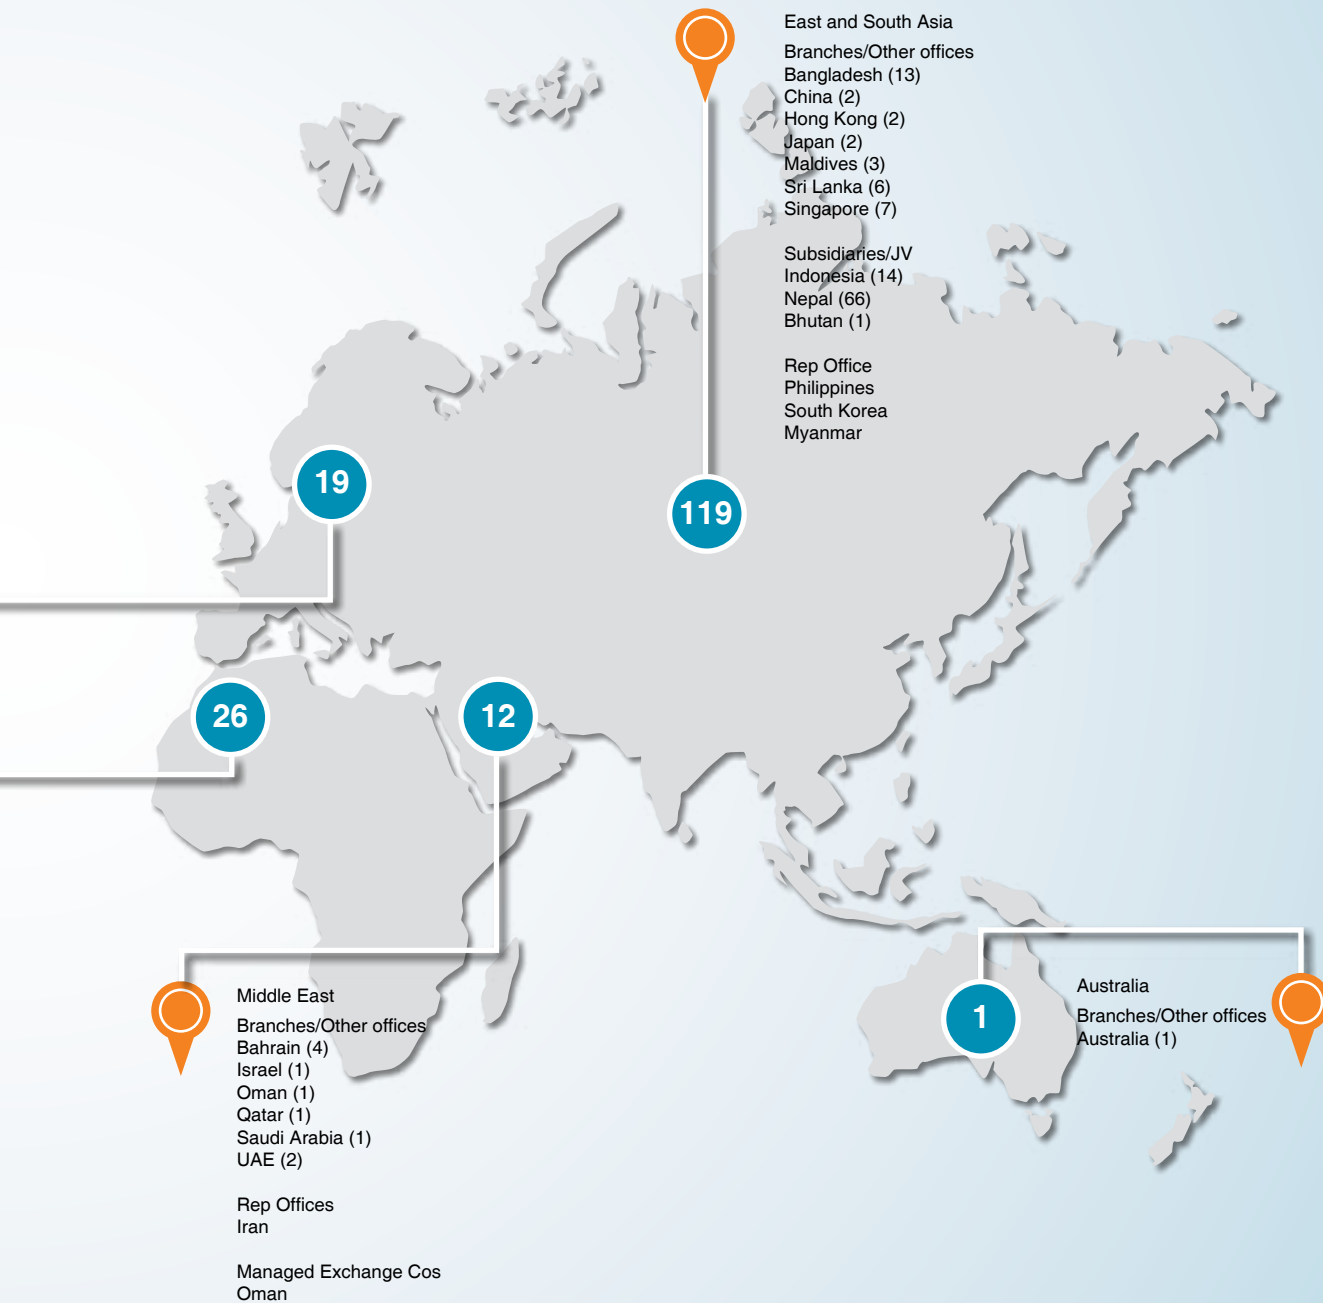 East and South Asia
Branches/Other offices
Bangladesh (13)
China (2)
Hong Kong (2)
Japan (2)
Maldives (3)
Sri Lanka (6)
Singapore (7)
Subsidiaries/JV
Indonesia (14)
Nepal (66)
Bhutan (1)
Rep Office
Philippines
South Korea
Myanmar
19
119
26
12
Middle East
Branches/Other offices
Bahrain (4)
Israel (1)
Oman (1)
Qatar (1)
Saudi Arabia (1)
UAE (2)
Rep Offices
Iran
Managed Exchange Cos
Oman
1
Australia
Branches/Other offices
Australia (1)